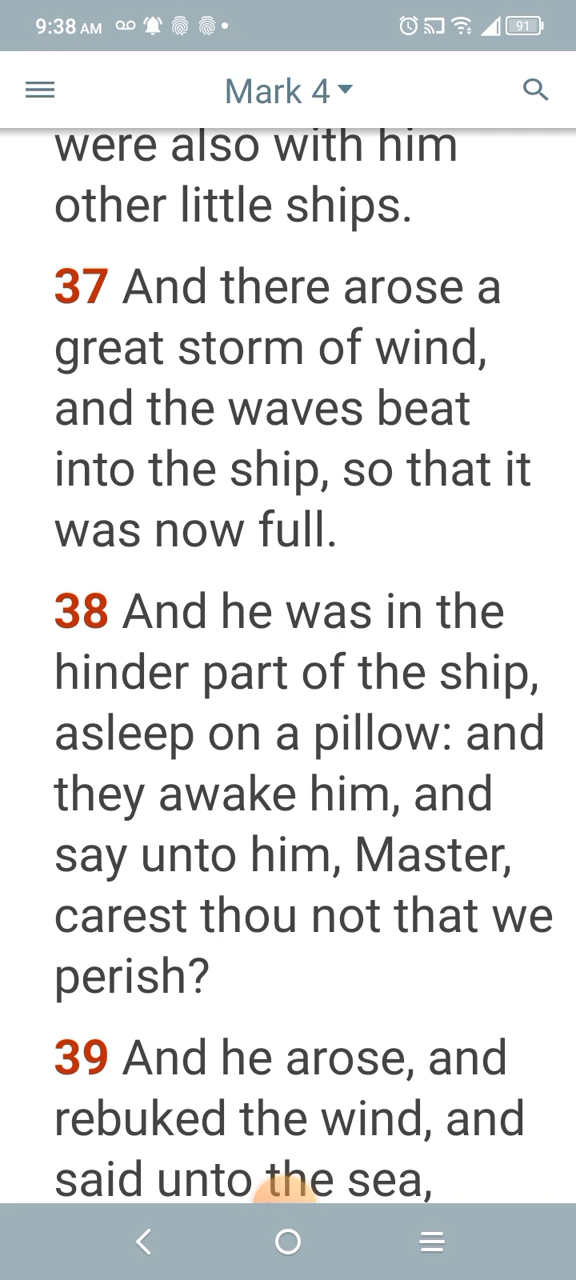 9:38 AM
91
Mark 4
were also with him
other little ships.
37 And there arose a
great storm of wind,
and the waves beat
into the ship, so that it
was now full.
38 And he was in the
hinder part of the ship,
asleep on a pillow: and
they awake him, and
say unto him, Master,
carest thou not that we
perish?
39 And he arose, and
rebuked the wind, and
said unto the sea,